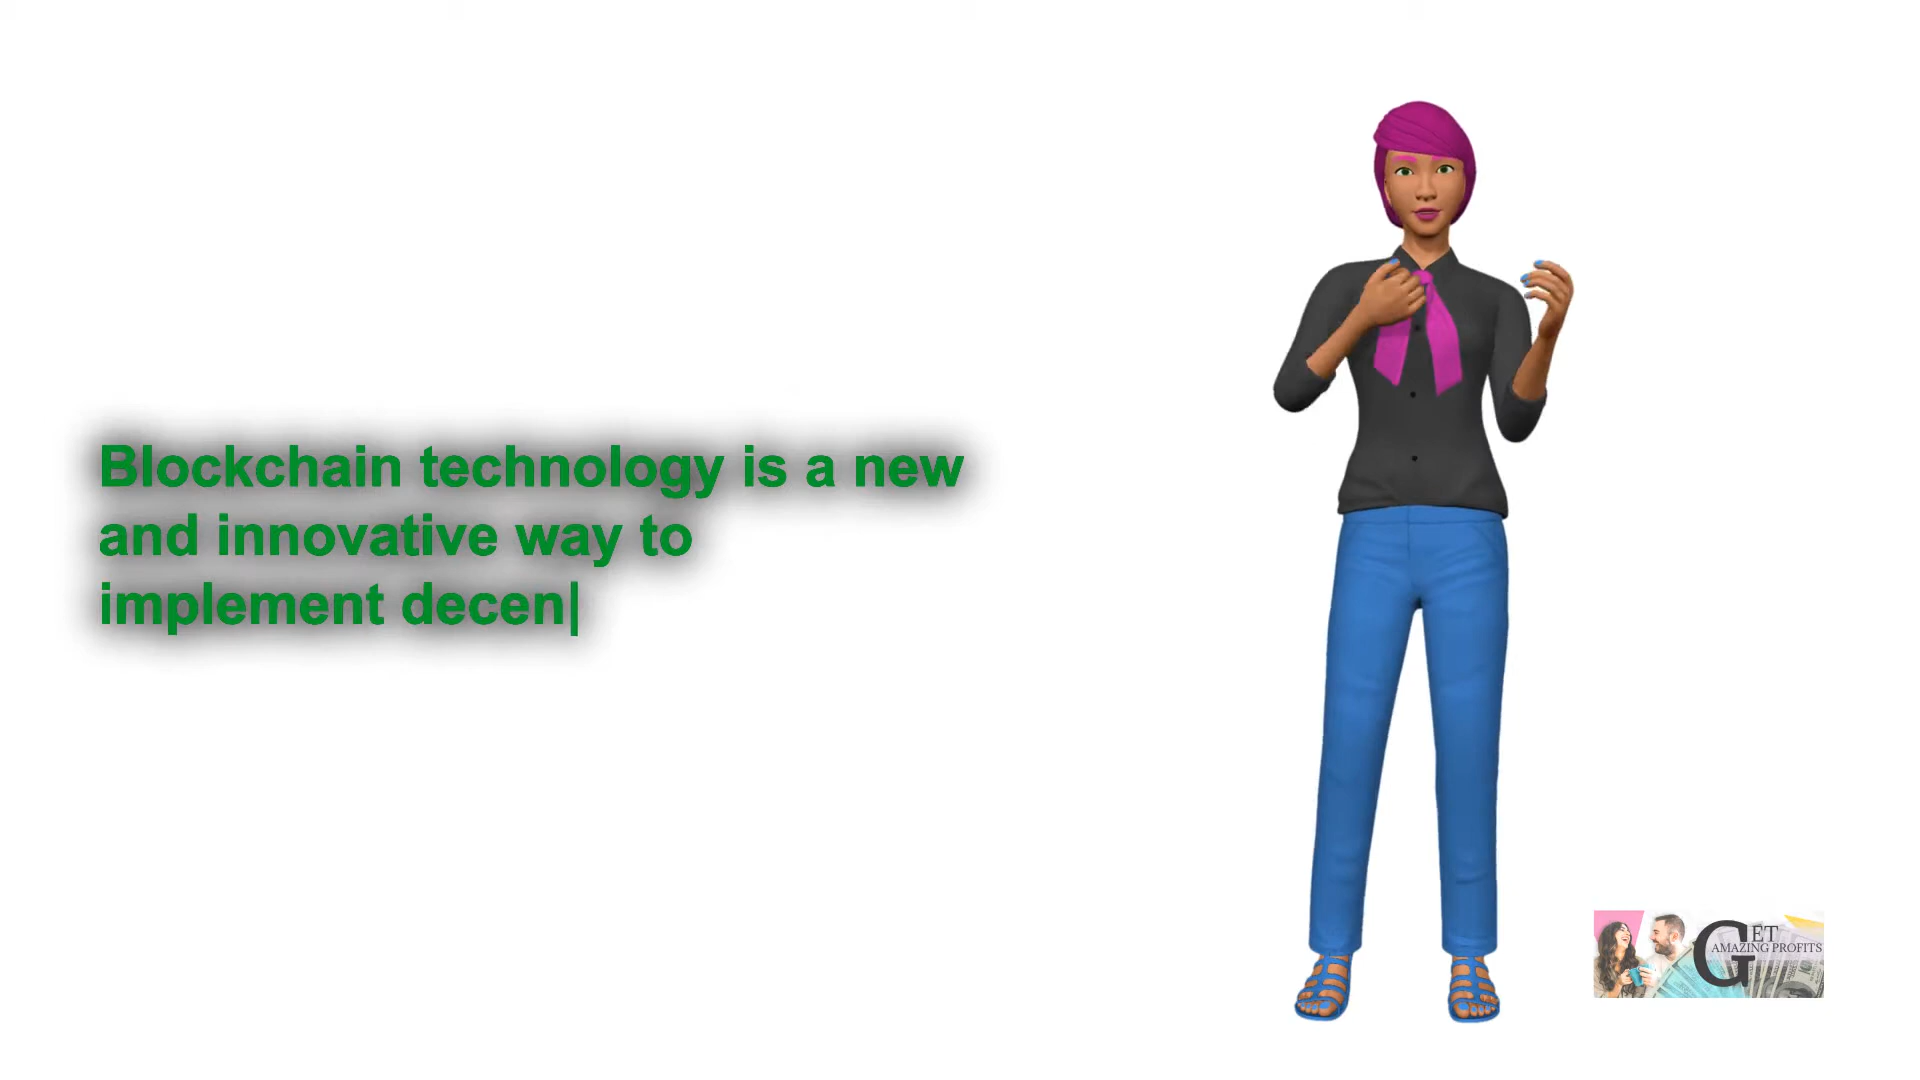 Blockchain technology is a new
and innovative way to
implement decen|
GET
AMAZING PROFITS